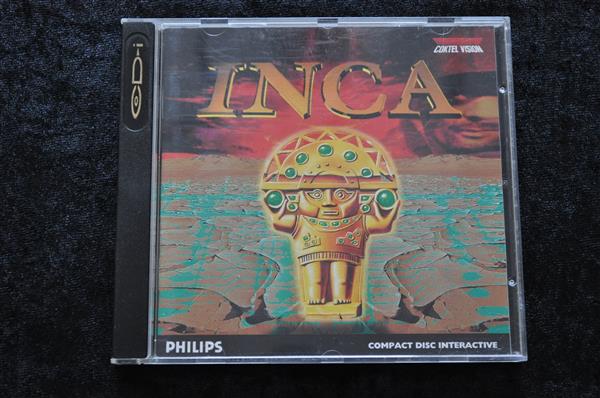 CD-i
COKTEL VISION
INCA
PHILIPS
COMPACT DISC INTERACTIVE